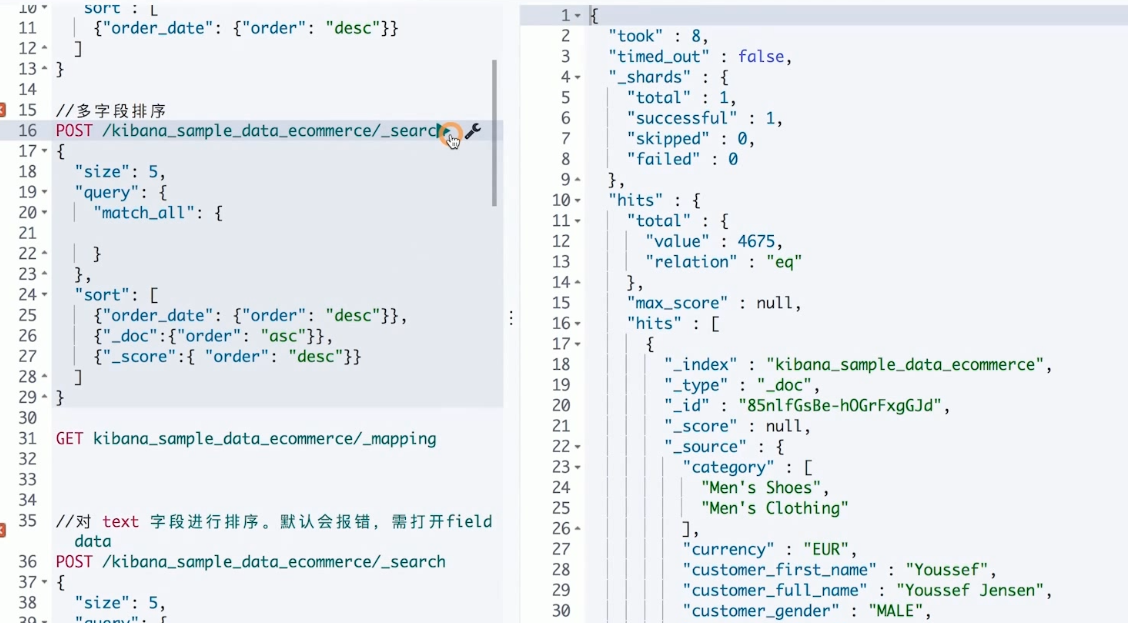 10 sort : [
11 {"order_date": {"order": "desc"}}
12 ]
13 }
14
15 //多字段排序
16 POST /kibana_sample_data_ecommerce/_search
17 {
18 "size": 5,
19 "query": {
20 "match_all": {
21
22 }
23 },
24 "sort": [
25 {"order_date": {"order": "desc"}},
26 {"_doc":{"order": "asc"}},
27 {"_score":{ "order": "desc"}}
28 ]
29 }
30
31 GET kibana_sample_data_ecommerce/_mapping
32
33
34
35 //对 text 字段进行排序。默认会报错，需打开field
data
36 POST /kibana_sample_data_ecommerce/_search
37 {
38 "size": 5,
39 "query": {
1 {
2 "took" : 8,
3 "timed_out" : false,
4 "_shards" : {
5 "total" : 1,
6 "successful" : 1,
7 "skipped" : 0,
8 "failed" : 0
9 },
10 "hits" : {
11 "total" : {
12 "value" : 4675,
13 "relation" : "eq"
14 },
15 "max_score" : null,
16 "hits" : [
17 {
18 "_index" : "kibana_sample_data_ecommerce",
19 "_type" : "_doc",
20 "_id" : "85nlfGsBe-hOGrFxgGJd",
21 "_score" : null,
22 "_source" : {
23 "category" : [
24 "Men's Shoes",
25 "Men's Clothing"
26 ],
27 "currency" : "EUR",
28 "customer_first_name" : "Youssef",
29 "customer_full_name" : "Youssef Jensen",
30 "customer_gender" : "MALE",